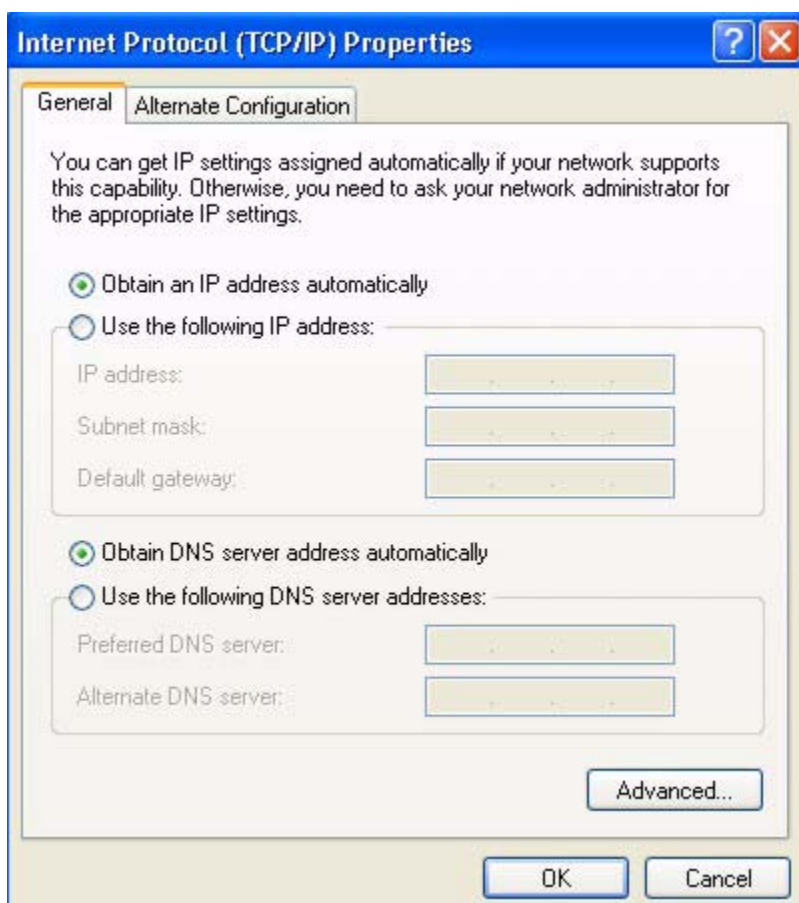 Internet Protocol (TCP/IP) Properties
General
Alternate Configuration
You can get IP settings assigned automatically if your network supports
this capability. Otherwise, you need to ask your network administrator for
the appropriate IP settings.
Obtain an IP address automatically
Use the following IP address:
IP address:
Subnet mask:
Default gateway:
Obtain DNS server address automatically
Use the following DNS server addresses:
Preferred DNS server:
Alternate DNS server:
Advanced...
OK
Cancel